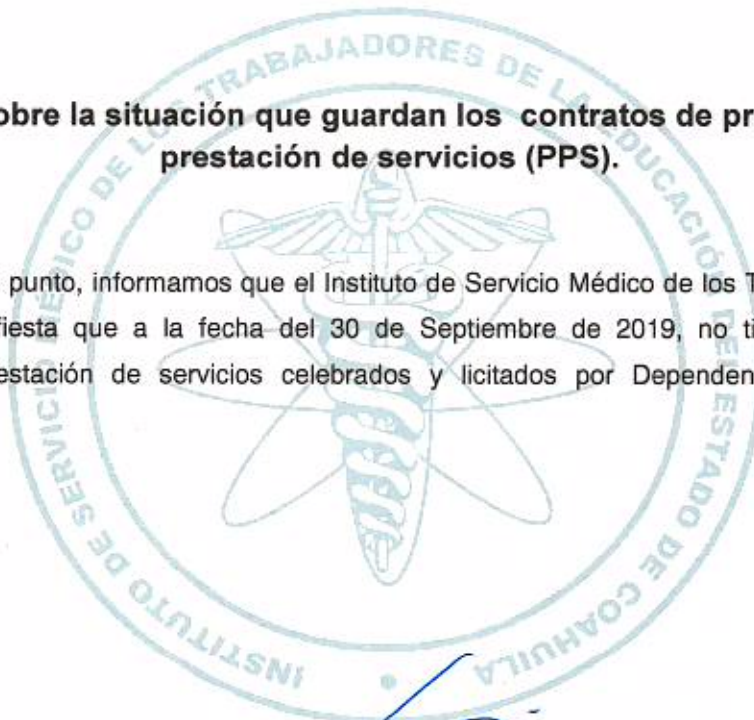 obre la situación que guardan los contratos de pr
prestación de servicios (PPS).
punto, informamos que el Instituto de Servicio Médico de los T
fiesta que a la fecha del 30 de Septiembre de 2019, no ti
estación de servicios celebrados y licitados por Dependen
INSTITUTO DE SERVICIO MÉDICO DE LOS TRABAJADORES DE LA EDUCACIÓN DEL ESTADO DE COAHUILA